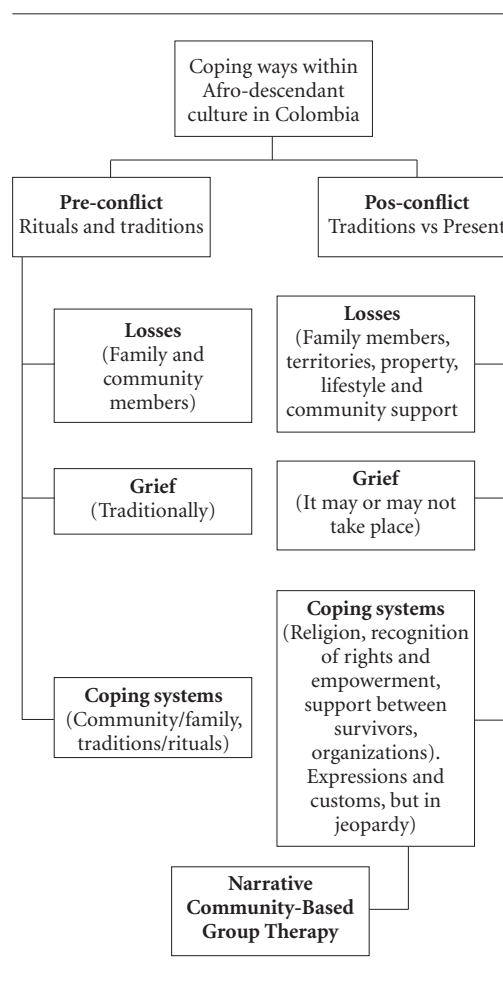 Coping ways within
Afro-descendant
culture in Colombia
Pre-conflict
Rituals and traditions
Pos-conflict
Traditions vs Present
Losses
(Family and
community
members)
Losses
(Family members,
territories, property,
lifestyle and
community support
Grief
(Traditionally)
Grief
(It may or may not
take place)
Coping systems
(Community/family,
traditions/rituals)
Coping systems
(Religion, recognition
of rights and
empowerment,
support between
survivors,
organizations).
Expressions and
customs, but in
jeopardy)
Narrative
Community-Based
Group Therapy